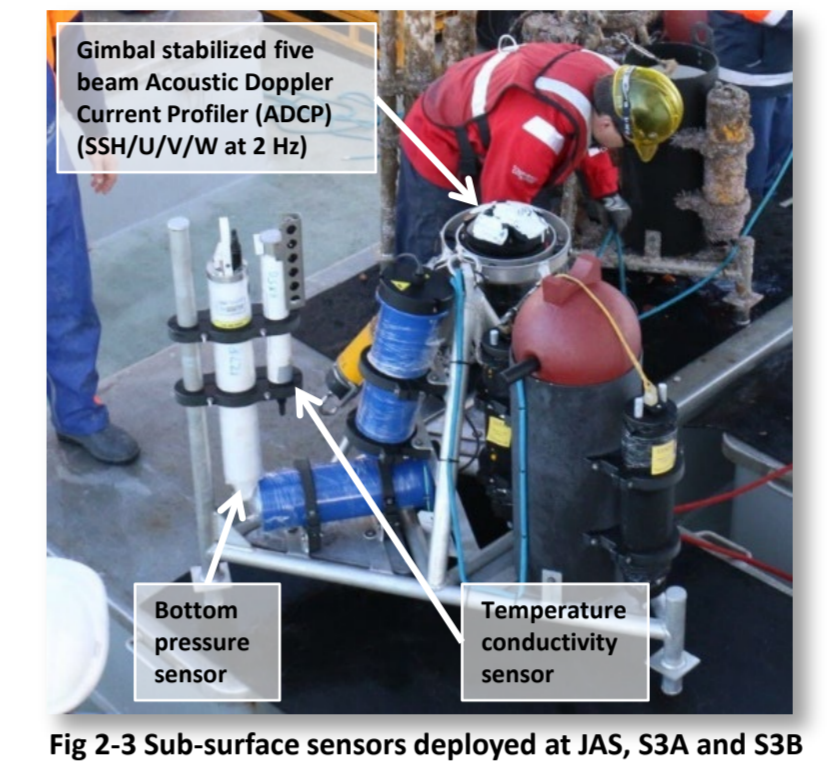 Gimbal stabilized five
beam Acoustic Doppler
Current Profiler (ADCP)
(SSH/U/V/W at 2 Hz)
Bottom
pressure
sensor
Temperature
conductivity
sensor
Fig 2-3 Sub-surface sensors deployed at JAS, S3A and S3B